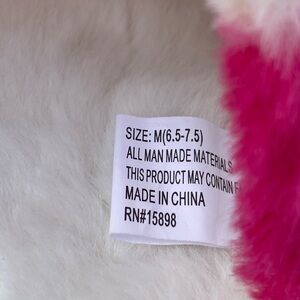 SIZE: M(6.5-7.5)
ALL MAN MADE MATERIALS
THIS PRODUCT MAY CONTAIN
MADE IN CHINA
RN#15898